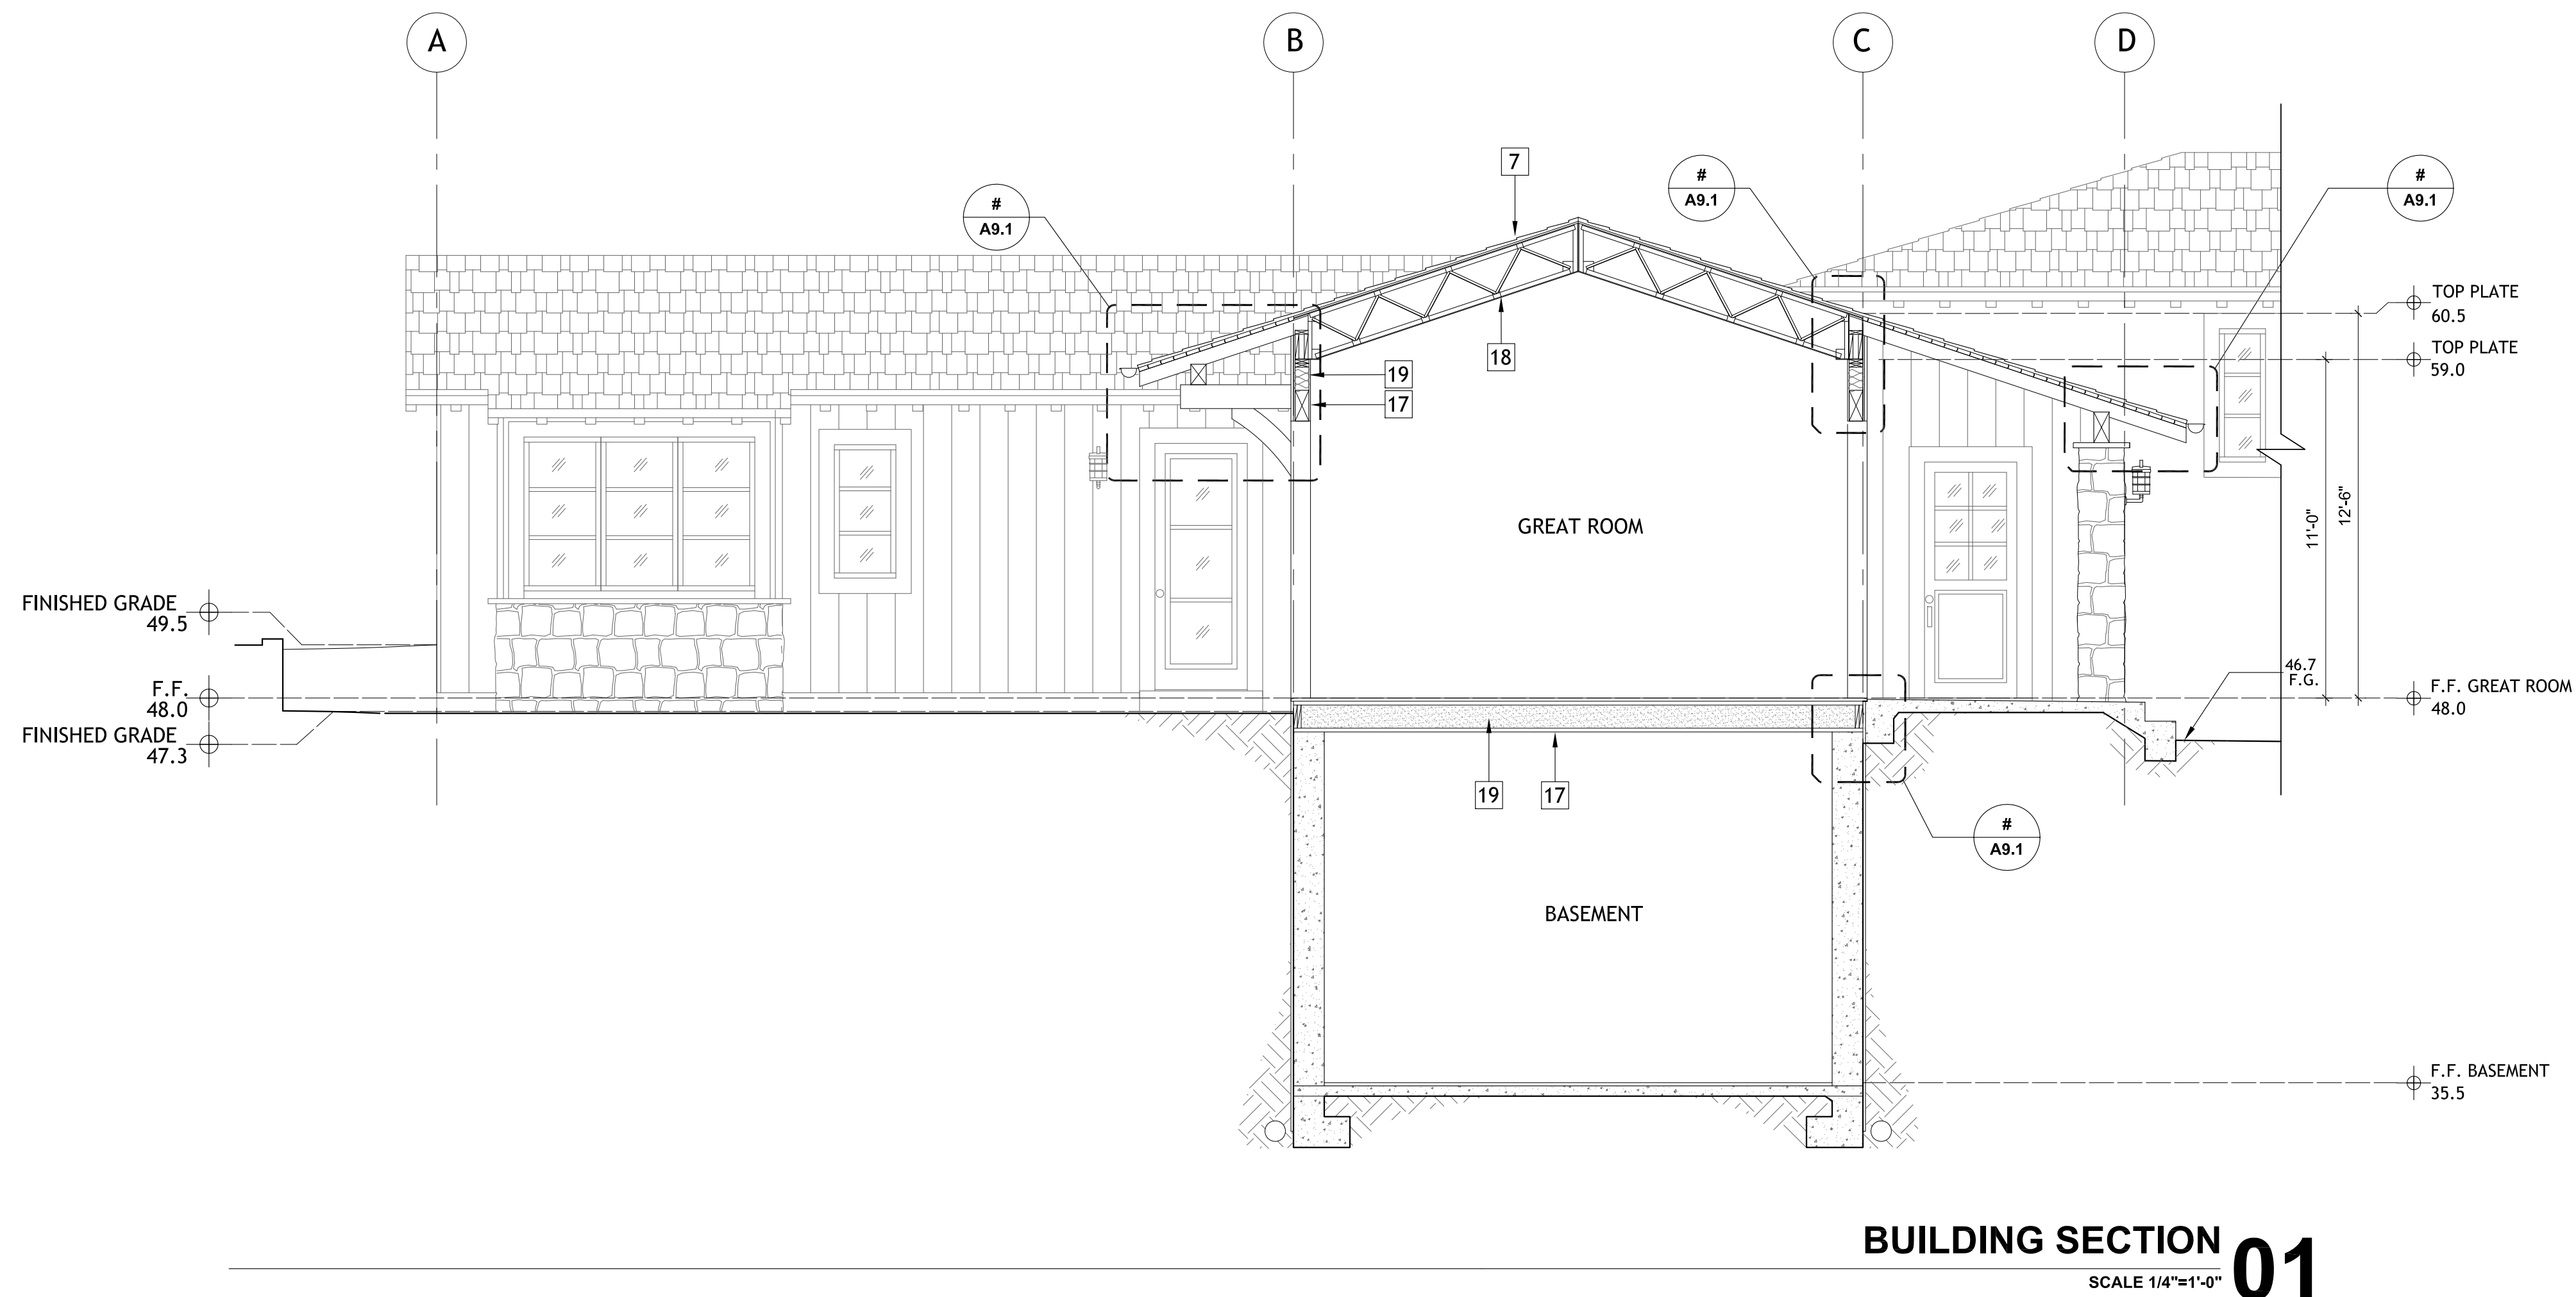 A
B
C
D
7
#
A9.1
#
A9.1
#
A9.1
TOP PLATE
60.5
TOP PLATE
59.0
18
19
17
11'-0"
12'-6"
GREAT ROOM
FINISHED GRADE
49.5
F.F.
48.0
FINISHED GRADE
47.3
46.7
F.G.
F.F. GREAT ROOM
48.0
19
17
#
A9.1
BASEMENT
F.F. BASEMENT
35.5
BUILDING SECTION
01
SCALE 1/4"=1'-0"